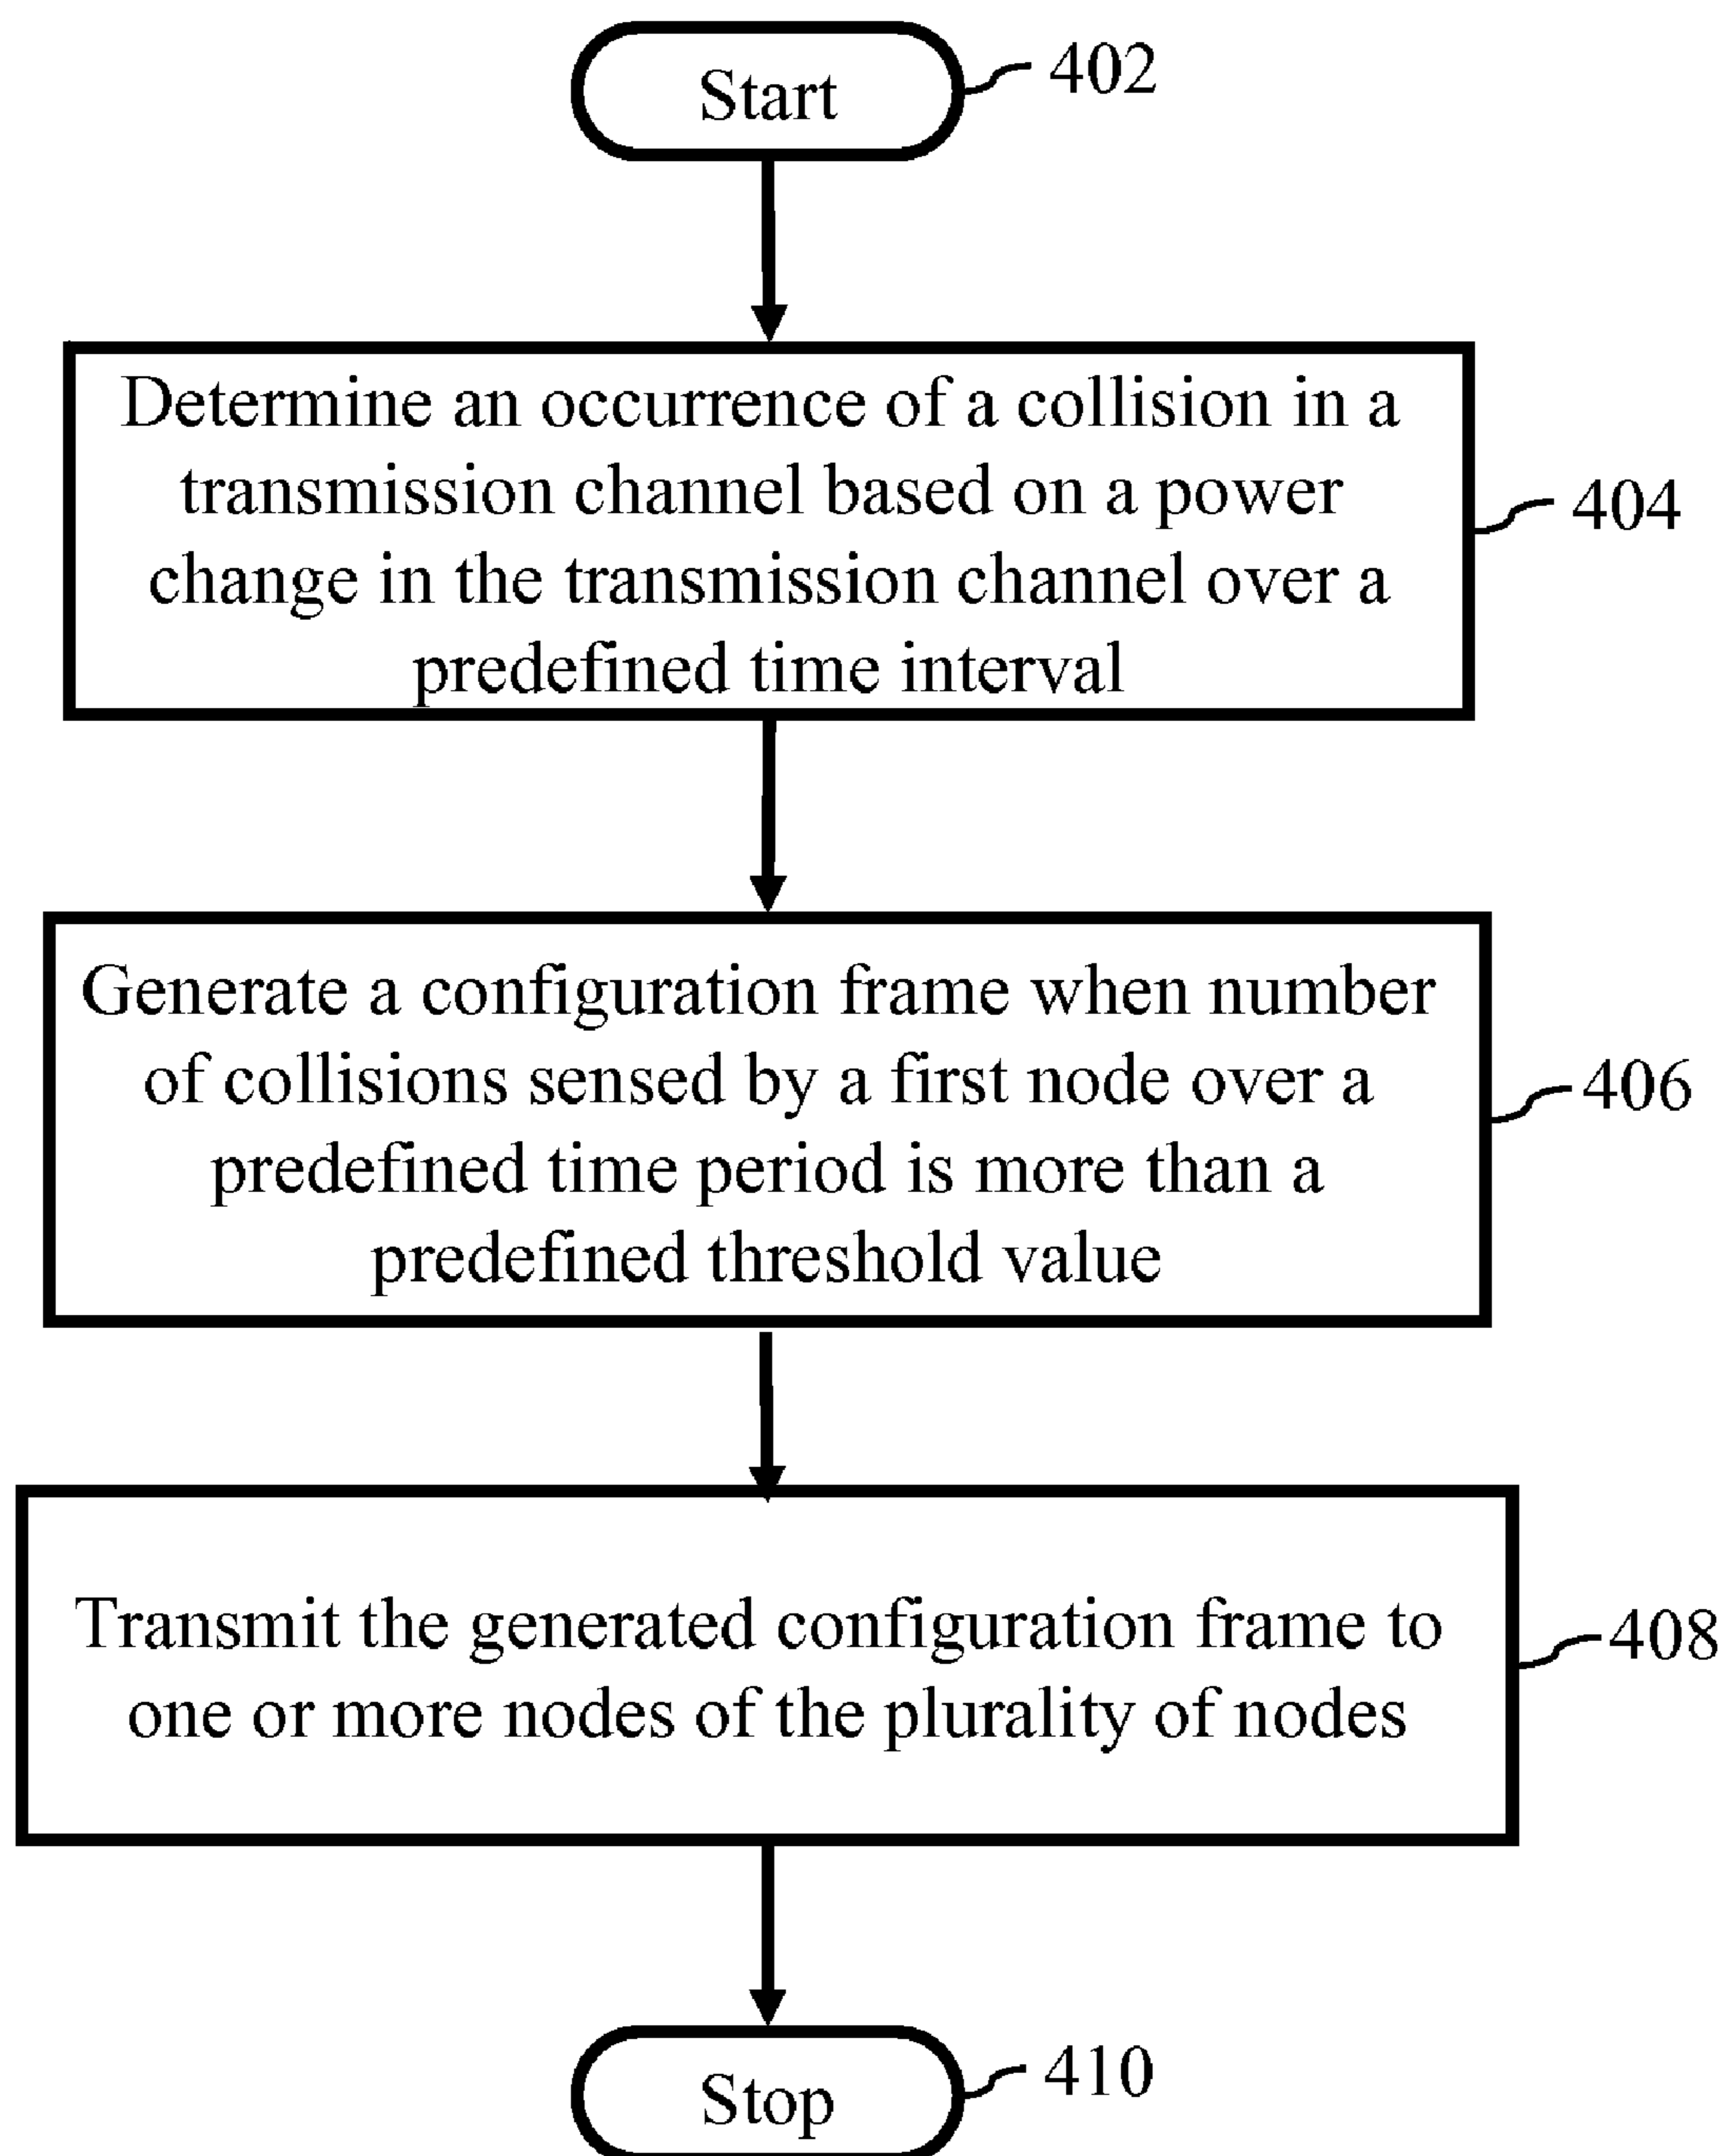 Start
402
Determine an occurrence of a collision in a
transmission channel based on a power
change in the transmission channel over a
predefined time interval
404
Generate a configuration frame when number
of collisions sensed by a first node over a
predefined time period is more than a
predefined threshold value
406
Transmit the generated configuration frame to
one or more nodes of the plurality of nodes
408
Stop
410